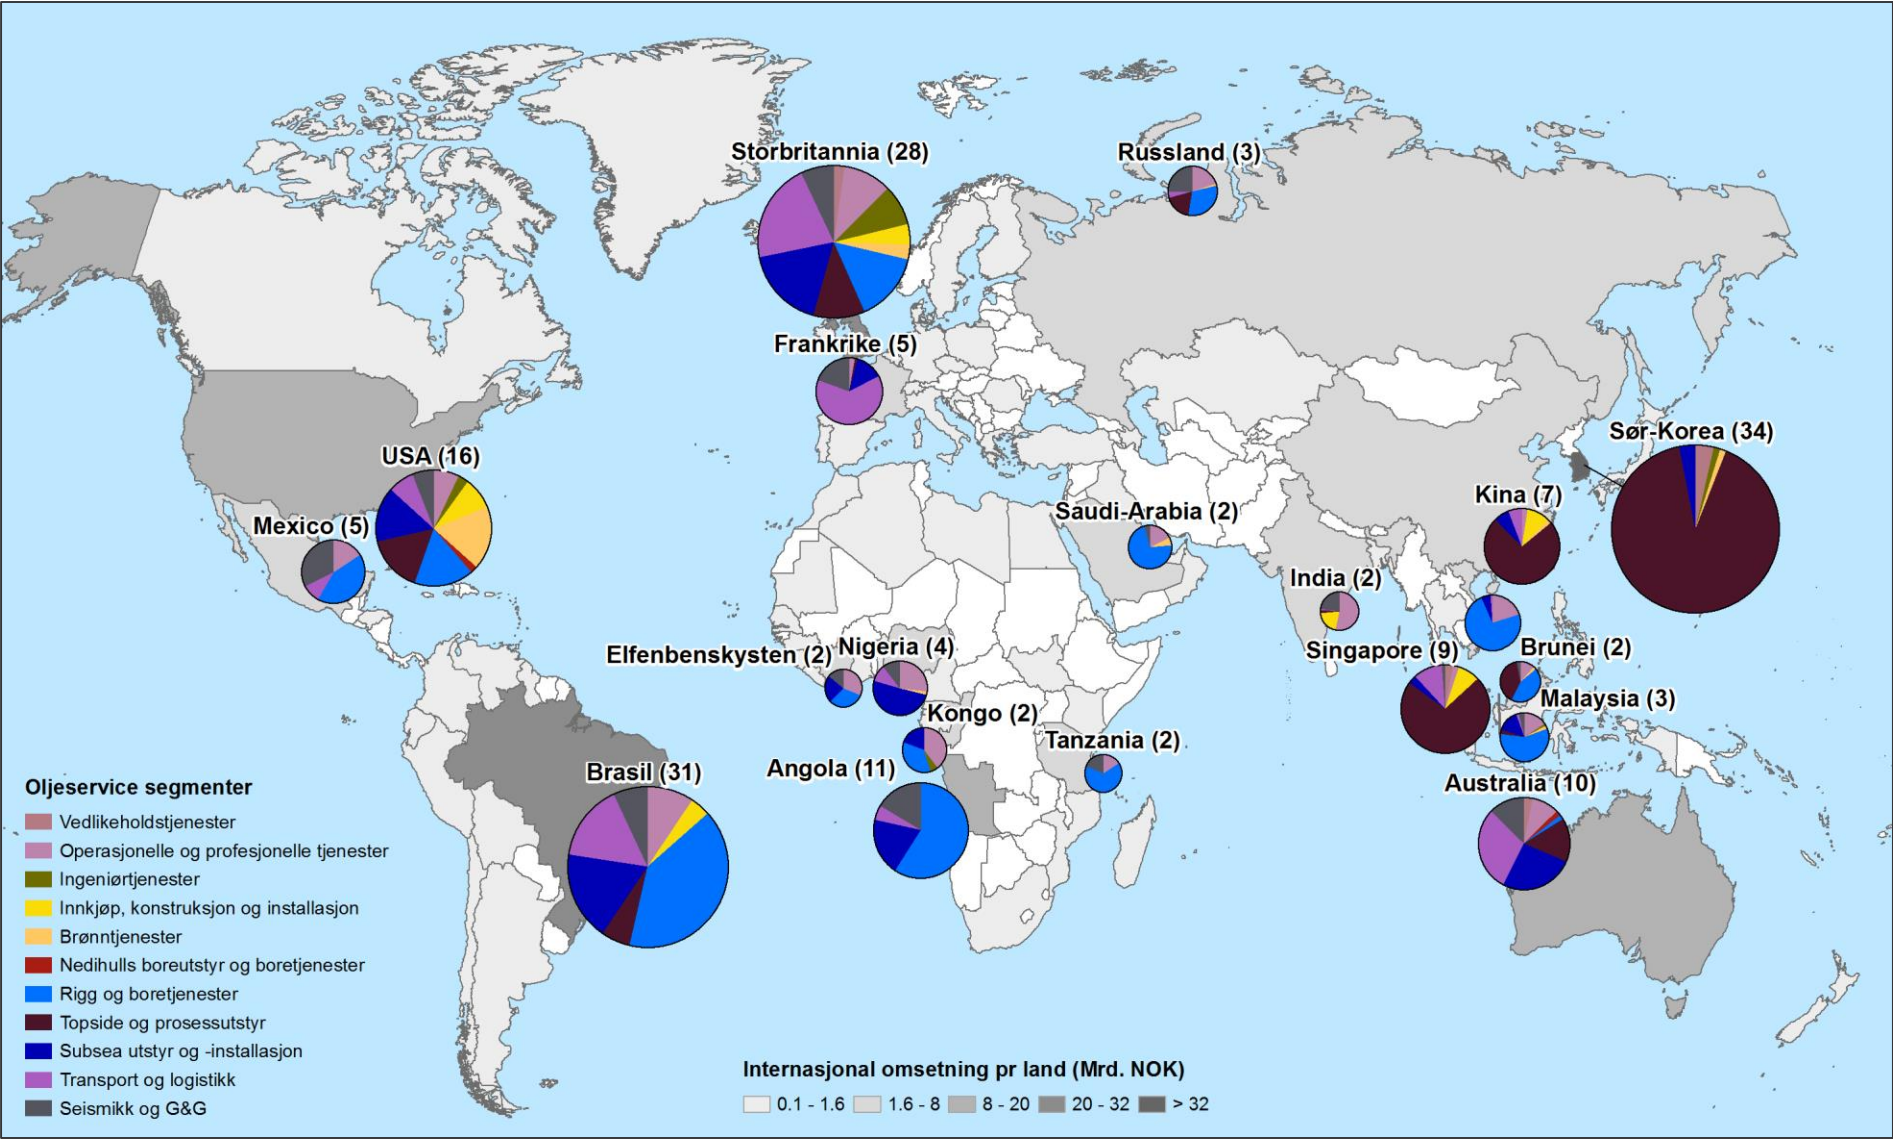 Storbritannia (28)
Russland (3)
Frankrike (5)
Sør-Korea (34)
USA (16)
Kina (7)
Mexico (5)
Saudi-Arabia (2)
India (2)
Elfenbenskysten (2)
Nigeria (4)
Singapore (9)
Brunei (2)
Malaysia (3)
Kongo (2)
Tanzania (2)
Angola (11)
Brasil (31)
Australia (10)
Oljeservice segmenter
Vedlikeholdstjenester
Operasjonelle og profesjonelle tjenester
Ingeniørtjenester
Innkjøp, konstruksjon og installasjon
Brønntjenester
Nedihulls boreutstyr og boretjenester
Rigg og boretjenester
Topside og prosessutstyr
Subsea utstyr og -installasjon
Transport og logistikk
Seismikk og G&G
Internasjonal omsetning pr land (Mrd. NOK)
0.1 - 1.6 1.6 - 8 8 - 20 20 - 32 > 32